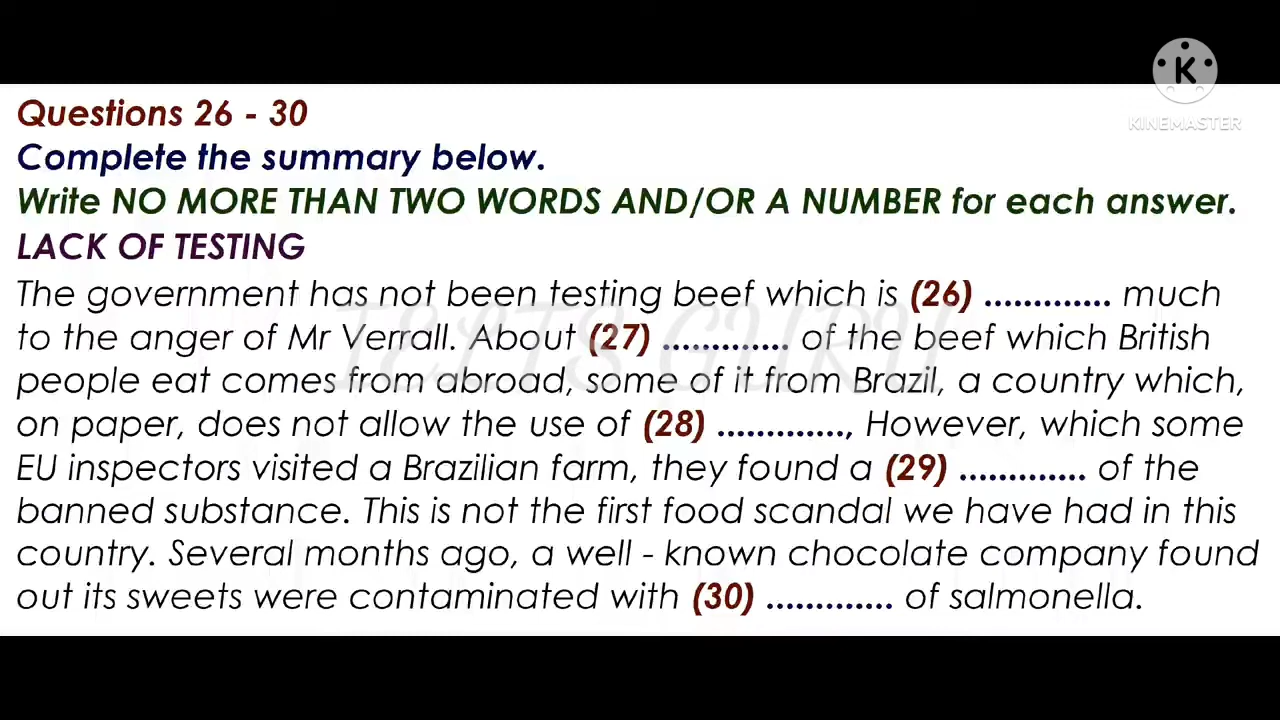 K
KINEMASTER
Questions 26 - 30
Complete the summary below.
Write NO MORE THAN TWO WORDS AND/OR A NUMBER for each answer.
LACK OF TESTING
The government has not been testing beef which is (26) ............. much
to the anger of Mr Verrall. About (27) ............. of the beef which British
people eat comes from abroad, some of it from Brazil, a country which,
on paper, does not allow the use of (28) ............., However, which some
EU inspectors visited a Brazilian farm, they found a (29) ............. of the
banned substance. This is not the first food scandal we have had in this
country. Several months ago, a well - known chocolate company found
out its sweets were contaminated with (30) ............. of salmonella.
IELTS GURU